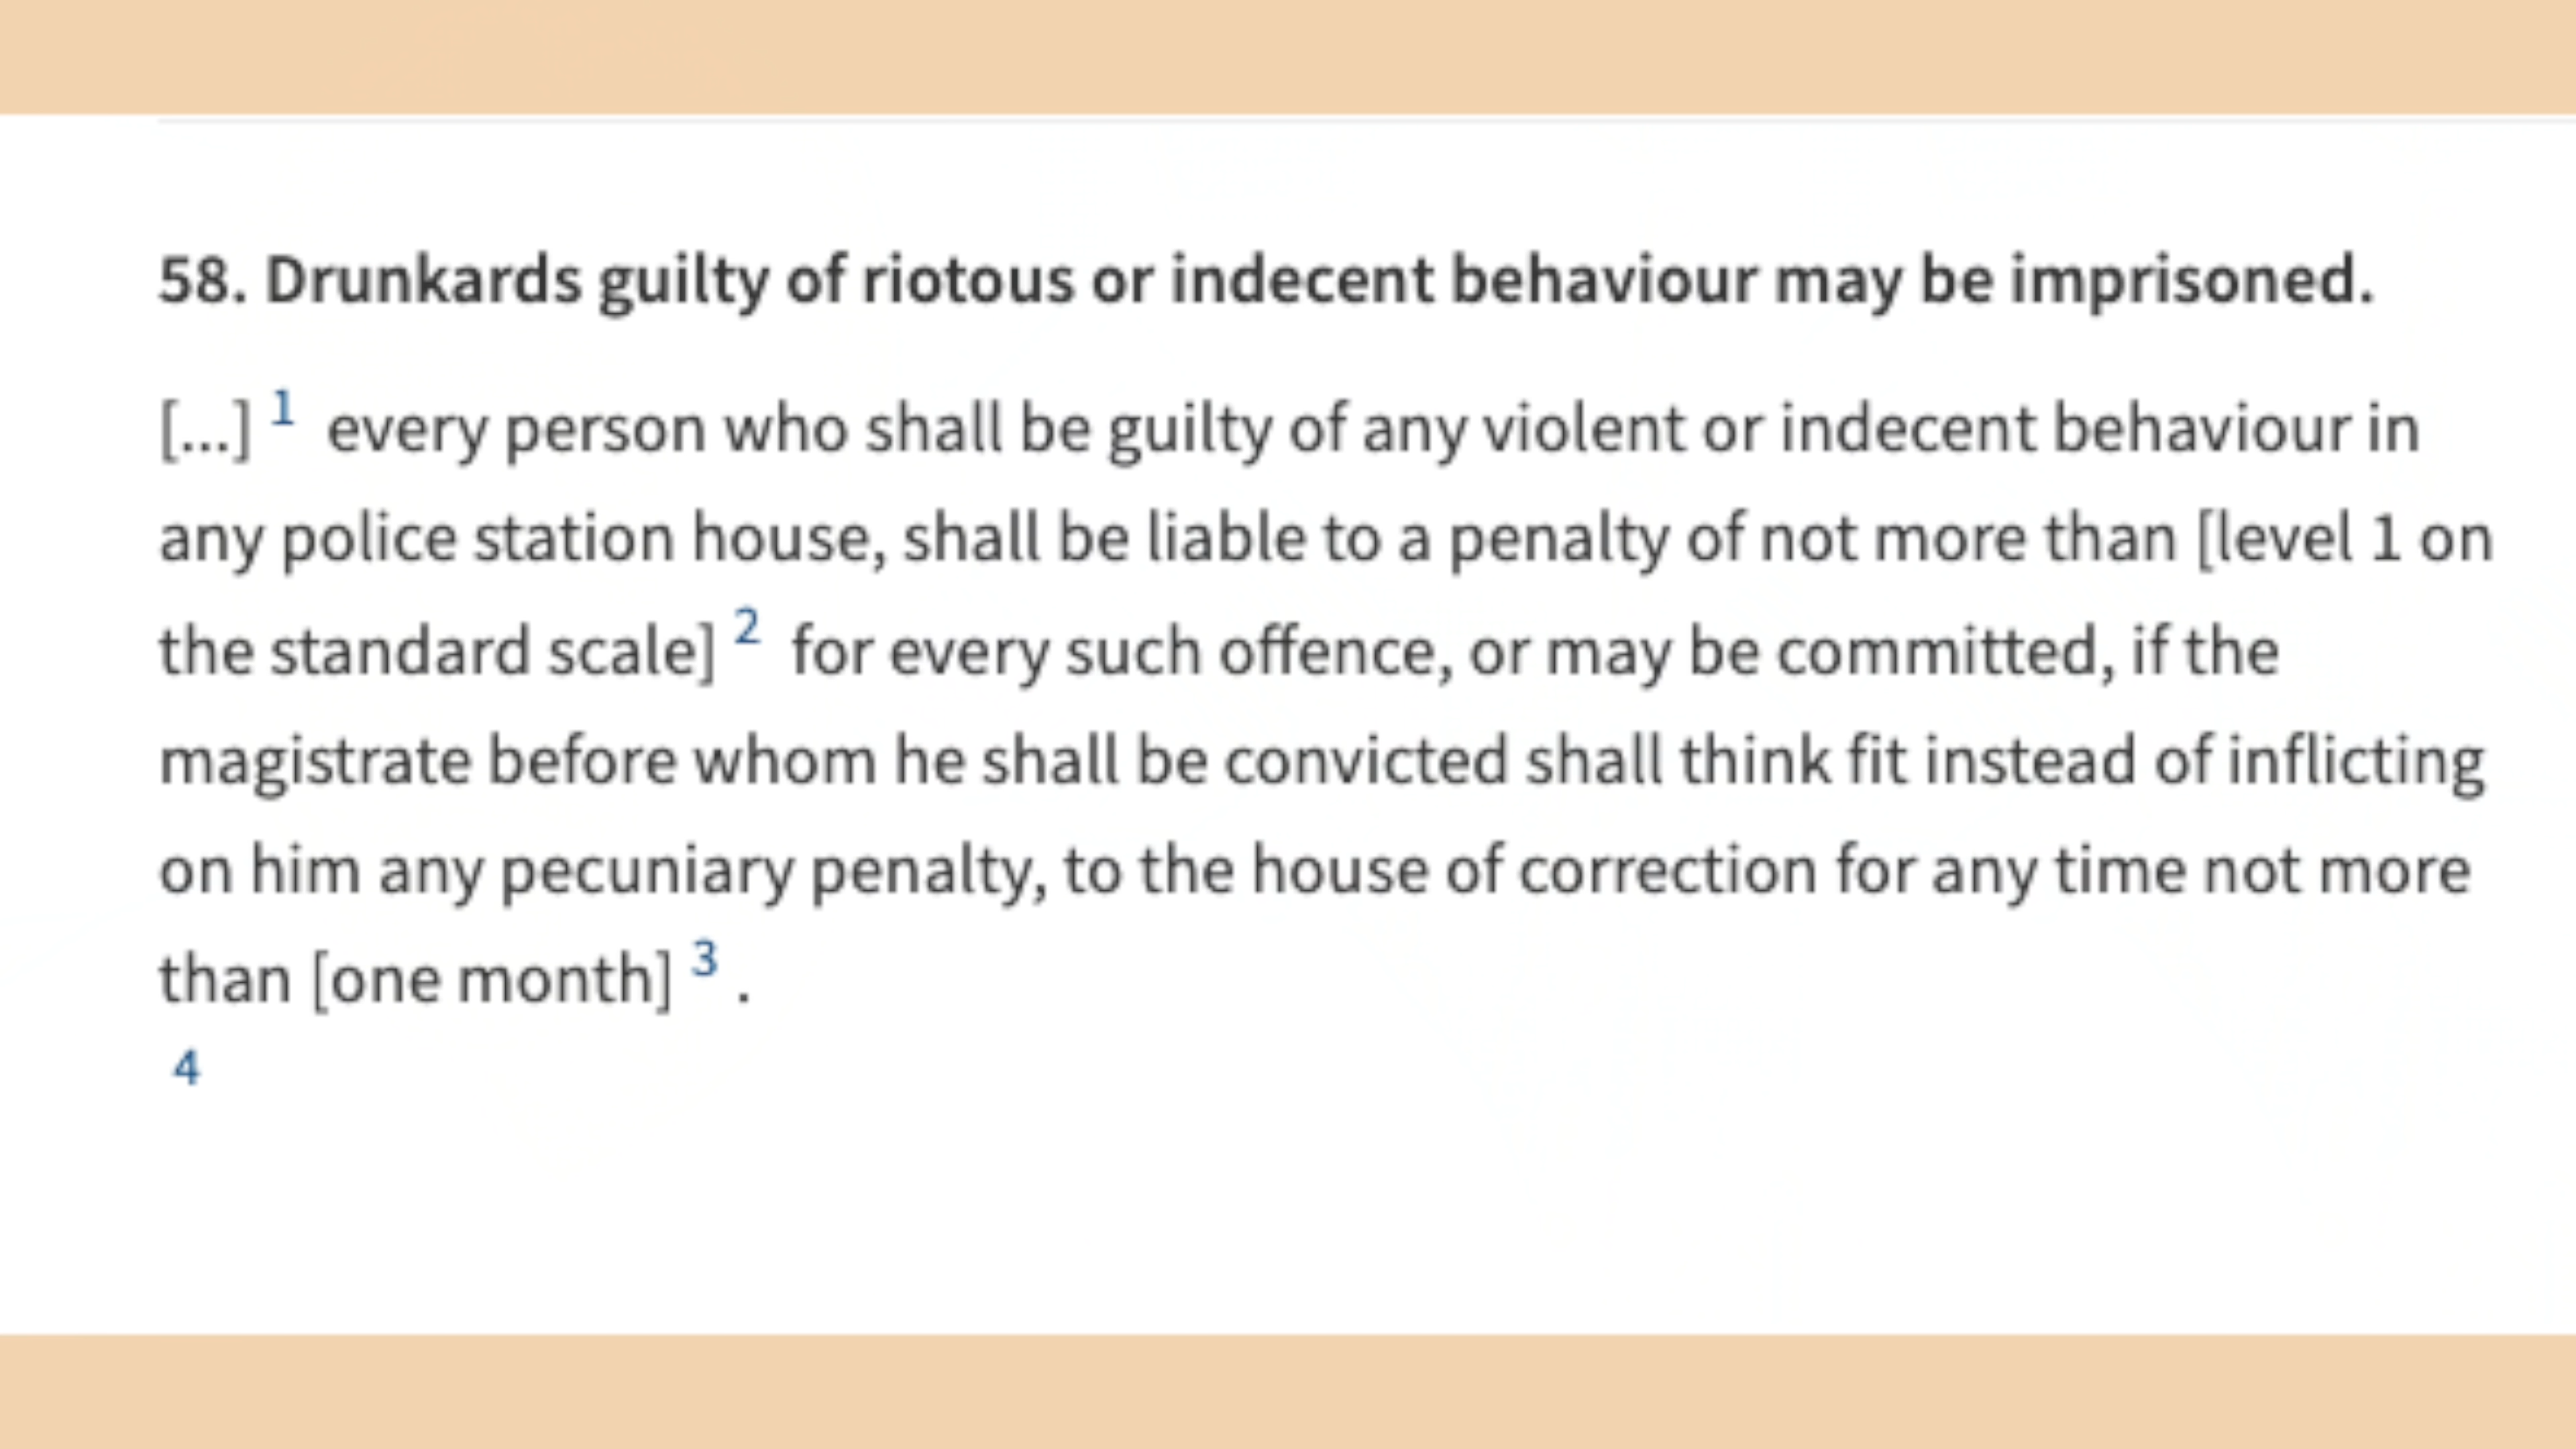 58. Drunkards guilty of riotous or indecent behaviour may be imprisoned.
[...] 1 every person who shall be guilty of any violent or indecent behaviour in
any police station house, shall be liable to a penalty of not more than [level 1 on
the standard scale] 2 for every such offence, or may be committed, if the
magistrate before whom he shall be convicted shall think fit instead of inflicting
on him any pecuniary penalty, to the house of correction for any time not more
than [one month] 3 .
4